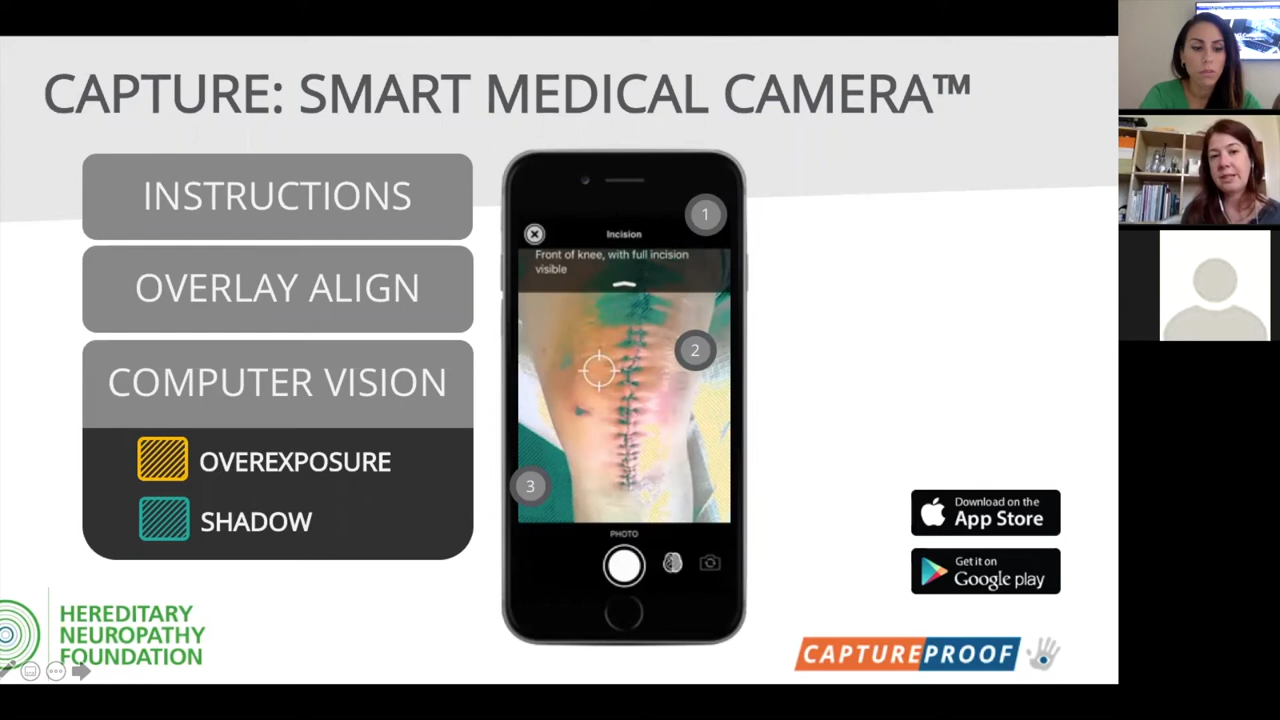 CAPTURE: SMART MEDICAL CAMERA™
INSTRUCTIONS
OVERLAY ALIGN
COMPUTER VISION
OVEREXPOSURE
SHADOW
1
Incision
Front of knee, with full incision
visible
2
3
PHOTO
Download on the
App Store
Get it on
Google play
HEREDITARY
NEUROPATHY
FOUNDATION
CAPTUREPROOF